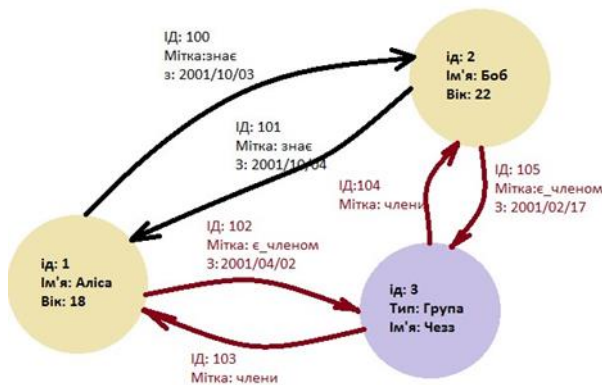 ІД: 100
Мітка:знає
з: 2001/10/03
ід: 2
Ім'я: Боб
Вік: 22
ІД: 101
Мітка: знає
З: 2001/10/04
ІД:104
Мітка: члени
ІД: 105
Мітка:є_членом
З: 2001/02/17
ІД: 102
Мітка: є_членом
З: 2001/04/02
ід: 1
Ім'я: Аліса
Вік: 18
ід: 3
Тип: Група
Ім'я: Чезз
ІД: 103
Мітка: члени